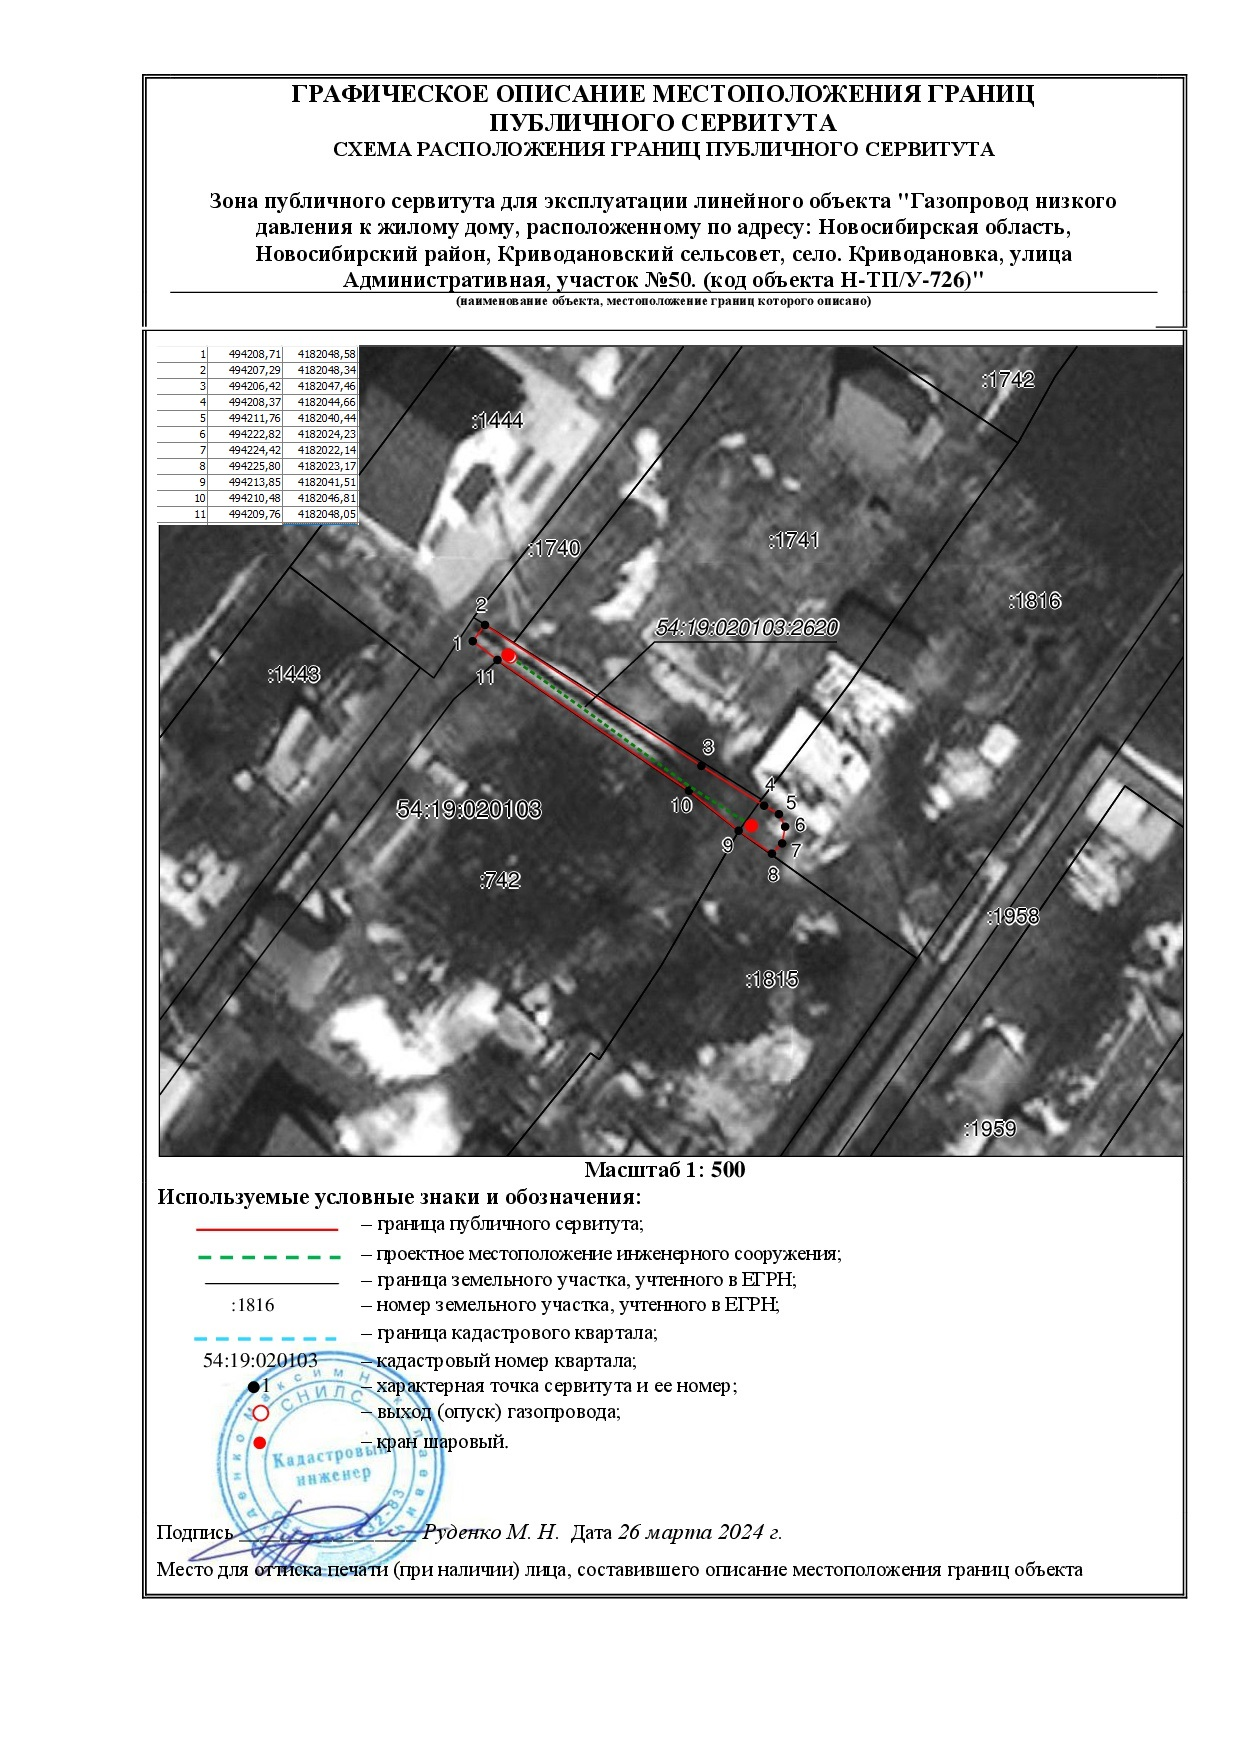 ГРАФИЧЕСКОЕ ОПИСАНИЕ МЕСТОПОЛОЖЕНИЯ ГРАНИЦ
ПУБЛИЧНОГО СЕРВИТУТА
СХЕМА РАСПОЛОЖЕНИЯ ГРАНИЦ ПУБЛИЧНОГО СЕРВИТУТА
Зона публичного сервитута для эксплуатации линейного объекта "Газопровод низкого
давления к жилому дому, расположенному по адресу: Новосибирская область,
Новосибирский район, Криводановский сельсовет, село. Криводановка, улица
Административная, участок №50. (код объекта Н-ТП/У-726)"
(наименование объекта, местоположение границ которого описано)
1 494208,71 4182048,58
2 494207,29 4182048,34
3 494206,42 4182047,46
4 494208,37 4182044,66
5 494211,76 4182040,44
6 494222,82 4182024,23
7 494224,42 4182022,14
8 494225,80 4182023,17
9 494213,85 4182041,51
10 494210,48 4182046,81
11 494209,76 4182048,05
:1742
:1444
:1740
:1741
:1816
2
54:19:020103:2620
1
11
:1443
3
4
10
5
54:19:020103
6
9
7
8
:742
:1958
:1815
:1959
Масштаб 1: 500
Используемые условные знаки и обозначения:
– граница публичного сервитута;
– проектное местоположение инженерного сооружения;
– граница земельного участка, учтенного в ЕГРН;
:1816 – номер земельного участка, учтенного в ЕГРН;
– граница кадастрового квартала;
54:19:020103 – кадастровый номер квартала;
1 – характерная точка сервитута и ее номер;
– выход (опуск) газопровода;
– кран шаровый.
СНИЛС
Кадастровый
инженер
Подпись Руденко М. Н. Дата 26 марта 2024 г.
Место для оттиска печати (при наличии) лица, составившего описание местоположения границ объекта